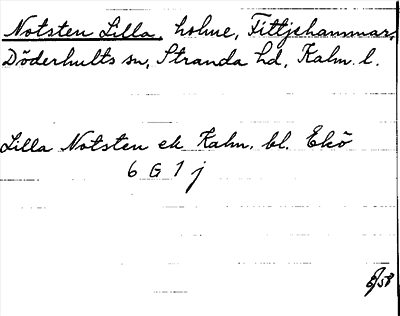 Notsten Lilla, holme, Fittjehammar,
Döderhults sn, Stranda hd, Kalm. l.
Lilla Notsten ek Kalm. bl. Ekö
6 G 1 j